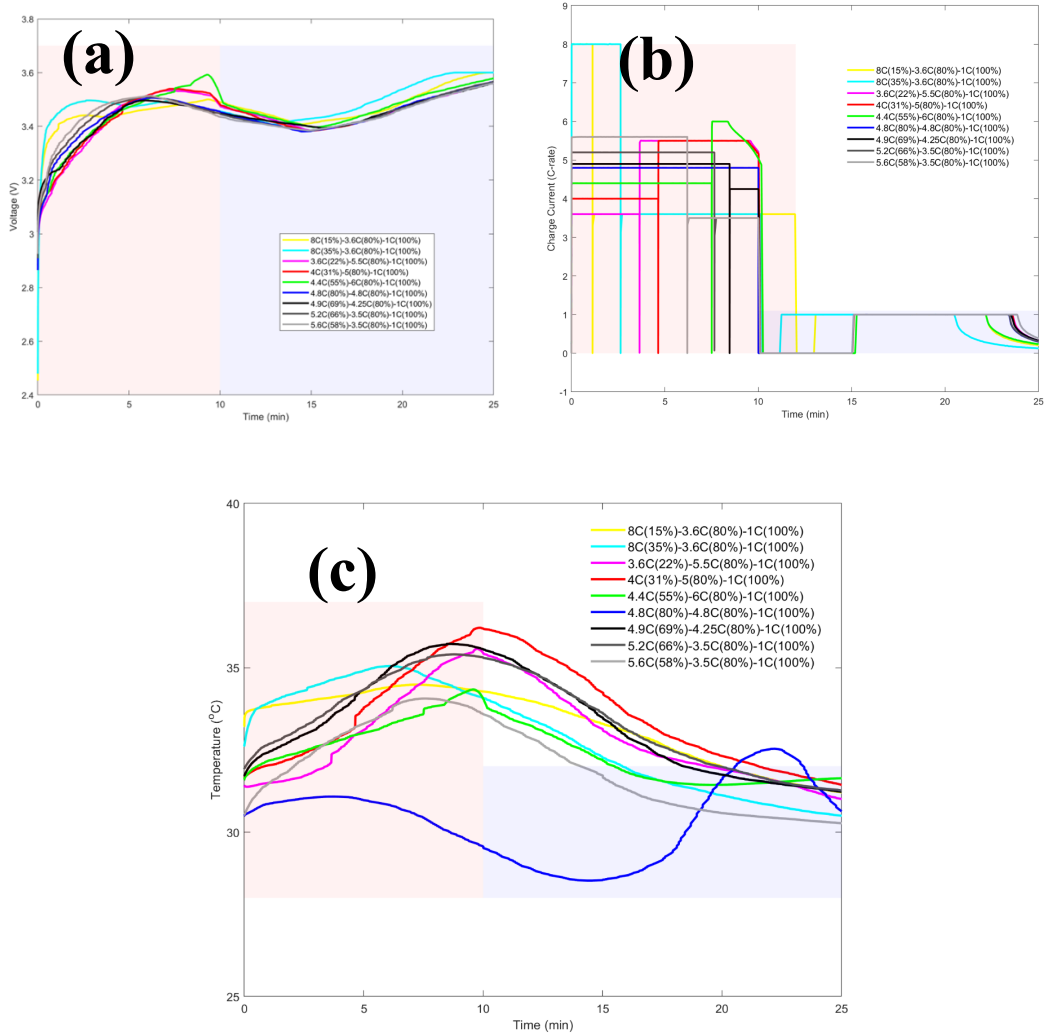 (a)
3.8
3.6
3.4
3.2
3
2.8
2.6
2.4
Voltage (V)
0
5
10
15
20
25
Time (min)
8C(15%)-3.6C(80%)-1C(100%)
8C(35%)-3.6C(80%)-1C(100%)
3.6C(22%)-5.5C(80%)-1C(100%)
4C(31%)-5(80%)-1C(100%)
4.4C(55%)-6C(80%)-1C(100%)
4.8C(80%)-4.8C(80%)-1C(100%)
4.9C(69%)-4.25C(80%)-1C(100%)
5.2C(66%)-3.5C(80%)-1C(100%)
5.6C(58%)-3.5C(80%)-1C(100%)
(b)
9
8
7
6
5
4
3
2
1
0
-1
Charge Current (C-rate)
0
5
10
15
20
25
Time (min)
8C(15%)-3.6C(80%)-1C(100%)
8C(35%)-3.6C(80%)-1C(100%)
3.6C(22%)-5.5C(80%)-1C(100%)
4C(31%)-5(80%)-1C(100%)
4.4C(55%)-6C(80%)-1C(100%)
4.8C(80%)-4.8C(80%)-1C(100%)
4.9C(69%)-4.25C(80%)-1C(100%)
5.2C(66%)-3.5C(80%)-1C(100%)
5.6C(58%)-3.5C(80%)-1C(100%)
(c)
40
35
30
25
Temperature (°C)
0
5
10
15
20
25
Time (min)
8C(15%)-3.6C(80%)-1C(100%)
8C(35%)-3.6C(80%)-1C(100%)
3.6C(22%)-5.5C(80%)-1C(100%)
4C(31%)-5(80%)-1C(100%)
4.4C(55%)-6C(80%)-1C(100%)
4.8C(80%)-4.8C(80%)-1C(100%)
4.9C(69%)-4.25C(80%)-1C(100%)
5.2C(66%)-3.5C(80%)-1C(100%)
5.6C(58%)-3.5C(80%)-1C(100%)